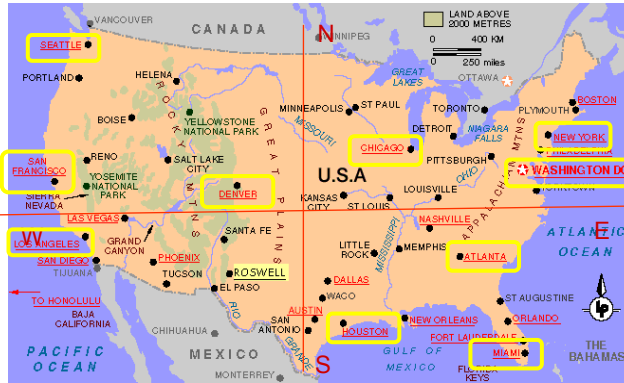 VANCOUVER
CANADA
N
WINNIPEG
LAND ABOVE
2000 METRES
0 400 KM
0 250 miles
SEATTLE
PORTLAND
HELENA
GREAT
LAKES
OTTAWA
BOISE
YELLOWSTONE
NATIONAL PARK
ROCKY MTNS
GREAT PLAINS
MISSOURI
MINNEAPOLIS
ST PAUL
TORONTO
PLYMOUTH
BOSTON
DETROIT
NIAGARA
FALLS
NEW YORK
CHICAGO
PITTSBURGH
PHILADELPHIA
WASHINGTON DC
APPALACHIAN MTNS
SAN
FRANCISCO
RENO
YOSEMITE
NATIONAL
PARK
SIERRA
NEVADA
SALT LAKE
CITY
DENVER
U.S.A
KANSAS
CITY
ST LOUIS
LOUISVILLE
OHIO
LAS VEGAS
W
LOS ANGELES
SAN DIEGO
TIJUANA
GRAND
CANYON
PHOENIX
TUCSON
SANTA FE
ROSWELL
EL PASO
NASHVILLE
MEMPHIS
MISSISSIPPI
LITTLE
ROCK
ATLANTA
ATLANTIC
OCEAN
E
TO HONOLULU
BAJA
CALIFORNIA
DALLAS
WACO
AUSTIN
SAN
ANTONIO
HOUSTON
NEW ORLEANS
ST AUGUSTINE
ORLANDO
FORT LAUDERDALE
MIAMI
FLORIDA
KEYS
THE
BAHAMAS
PACIFIC
OCEAN
CHIHUAHUA
MEXICO
MONTERREY
RIO
GRANDE
S
GULF OF
MEXICO